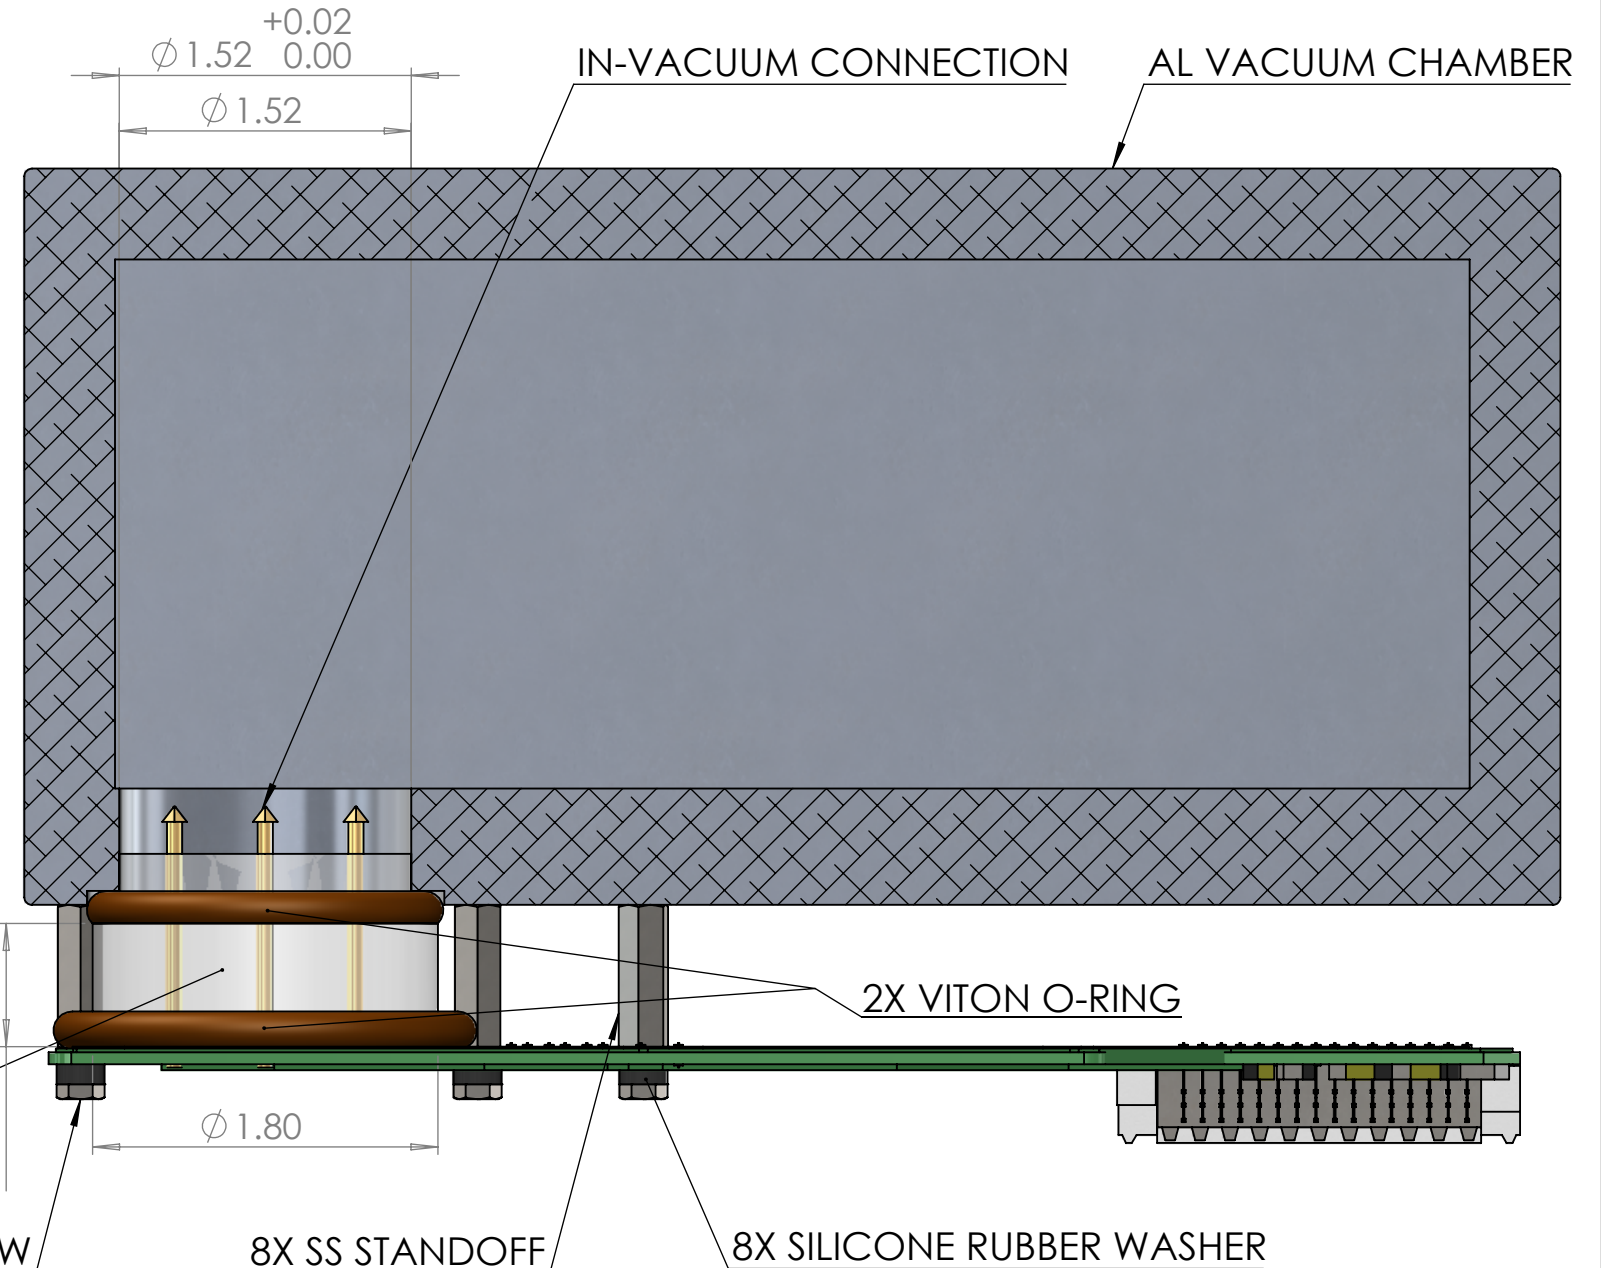 +0.02
∅1.52 0.00
IN-VACUUM CONNECTION
AL VACUUM CHAMBER
∅1.52
2X VITON O-RING
∅1.80
W
8X SS STANDOFF
8X SILICONE RUBBER WASHER